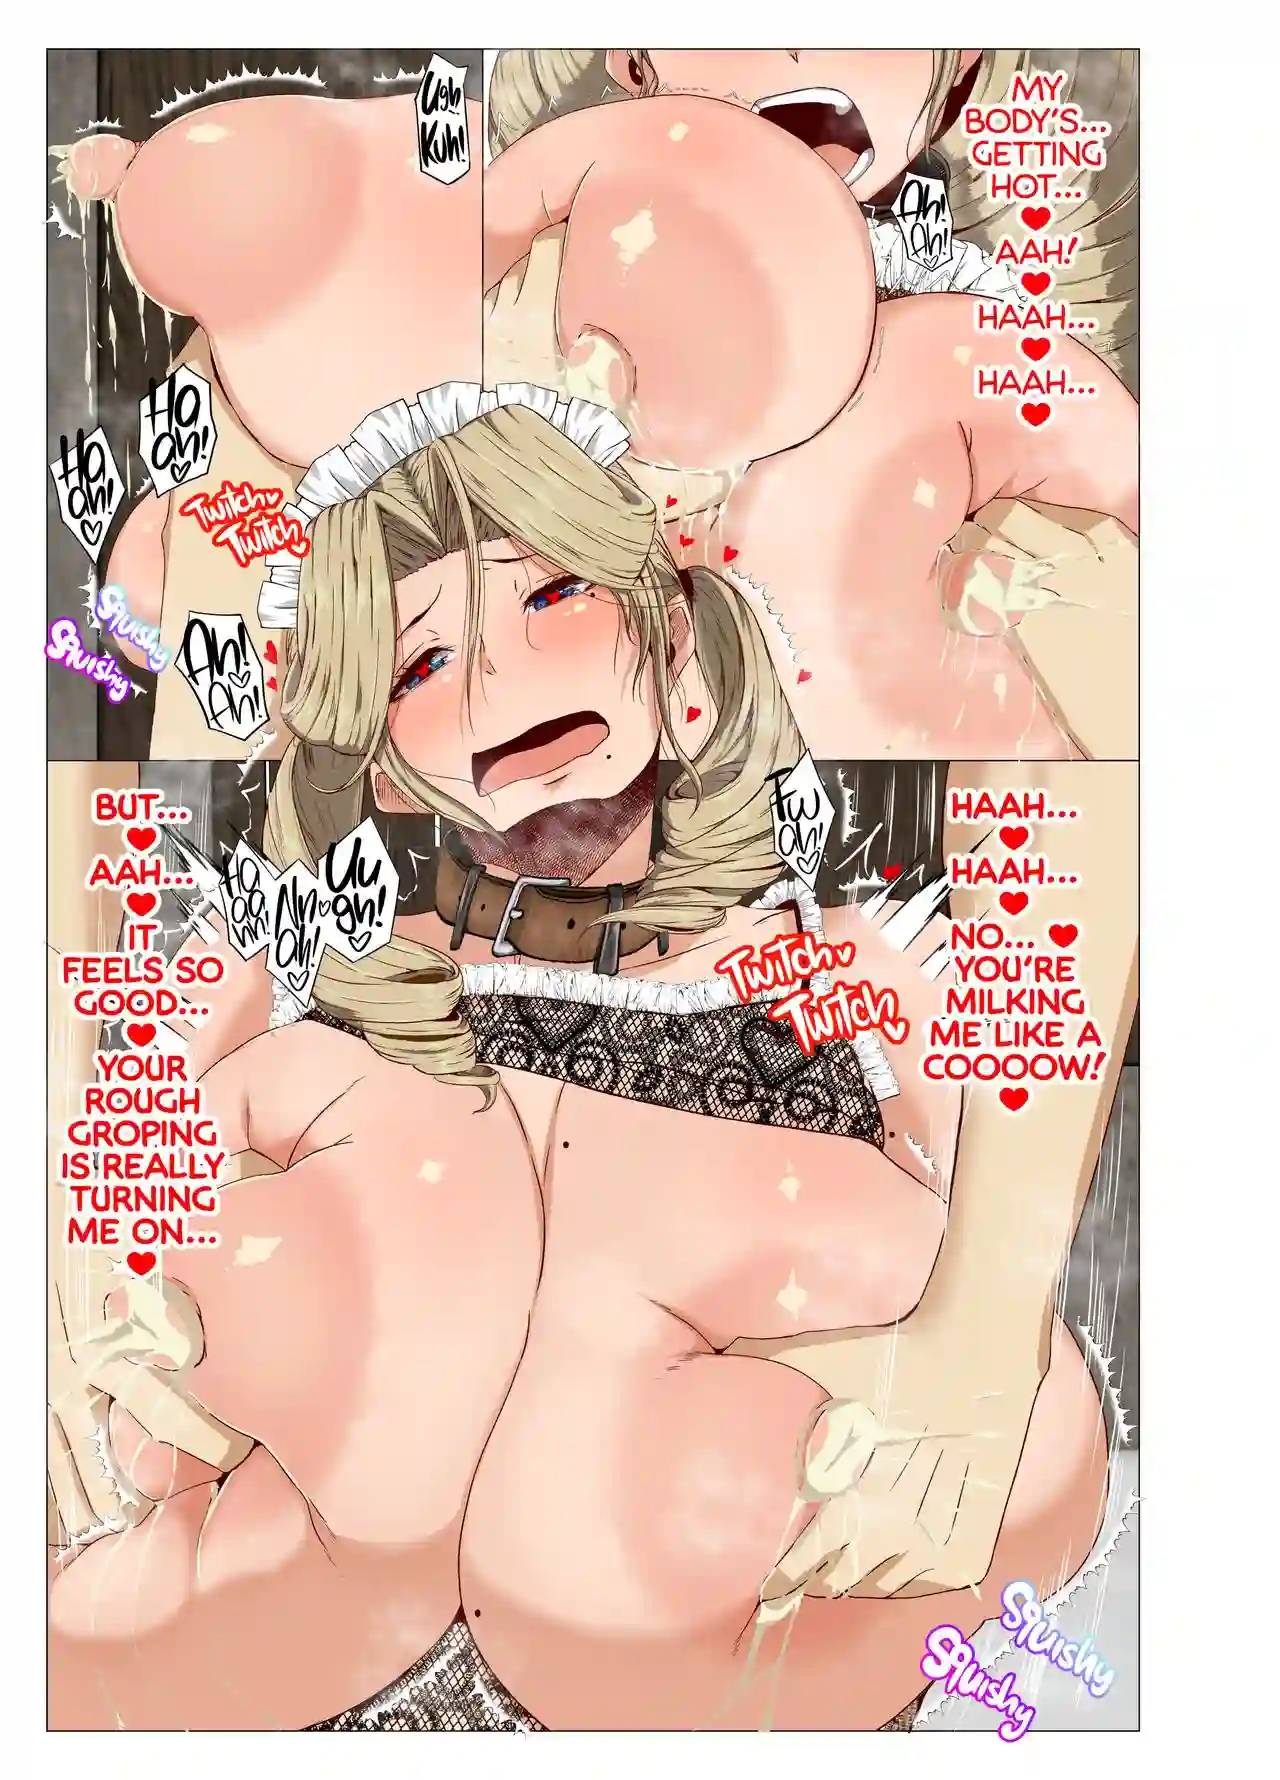 MY
BODY'S...
GETTING
HOT...
♥
AAH!
♥
HAAH...
♥
HAAH...
♥
Ah!
Ah!♡
Ugh
Kuh!
Ha
ah!♡
Ha
ah!♡
Twitch♥
Twitch♥
Squishy
Squishy
Ah!♡
Ah!♡
HAAH...
♥
HAAH...
♥
NO... ♥
YOU'RE
MILKING
ME LIKE A
COOOOW!
♥
Fw
ah!♡
Twitch♥
Twitch♥
Uu
gh!♡
Nn♡
ah!♡
Ha
aa
hh!
BUT...
♥
AAH...
♥
IT
FEELS SO
GOOD...
♥
YOUR
ROUGH
GROPING
IS REALLY
TURNING
ME ON...
♥
Squishy
Squishy